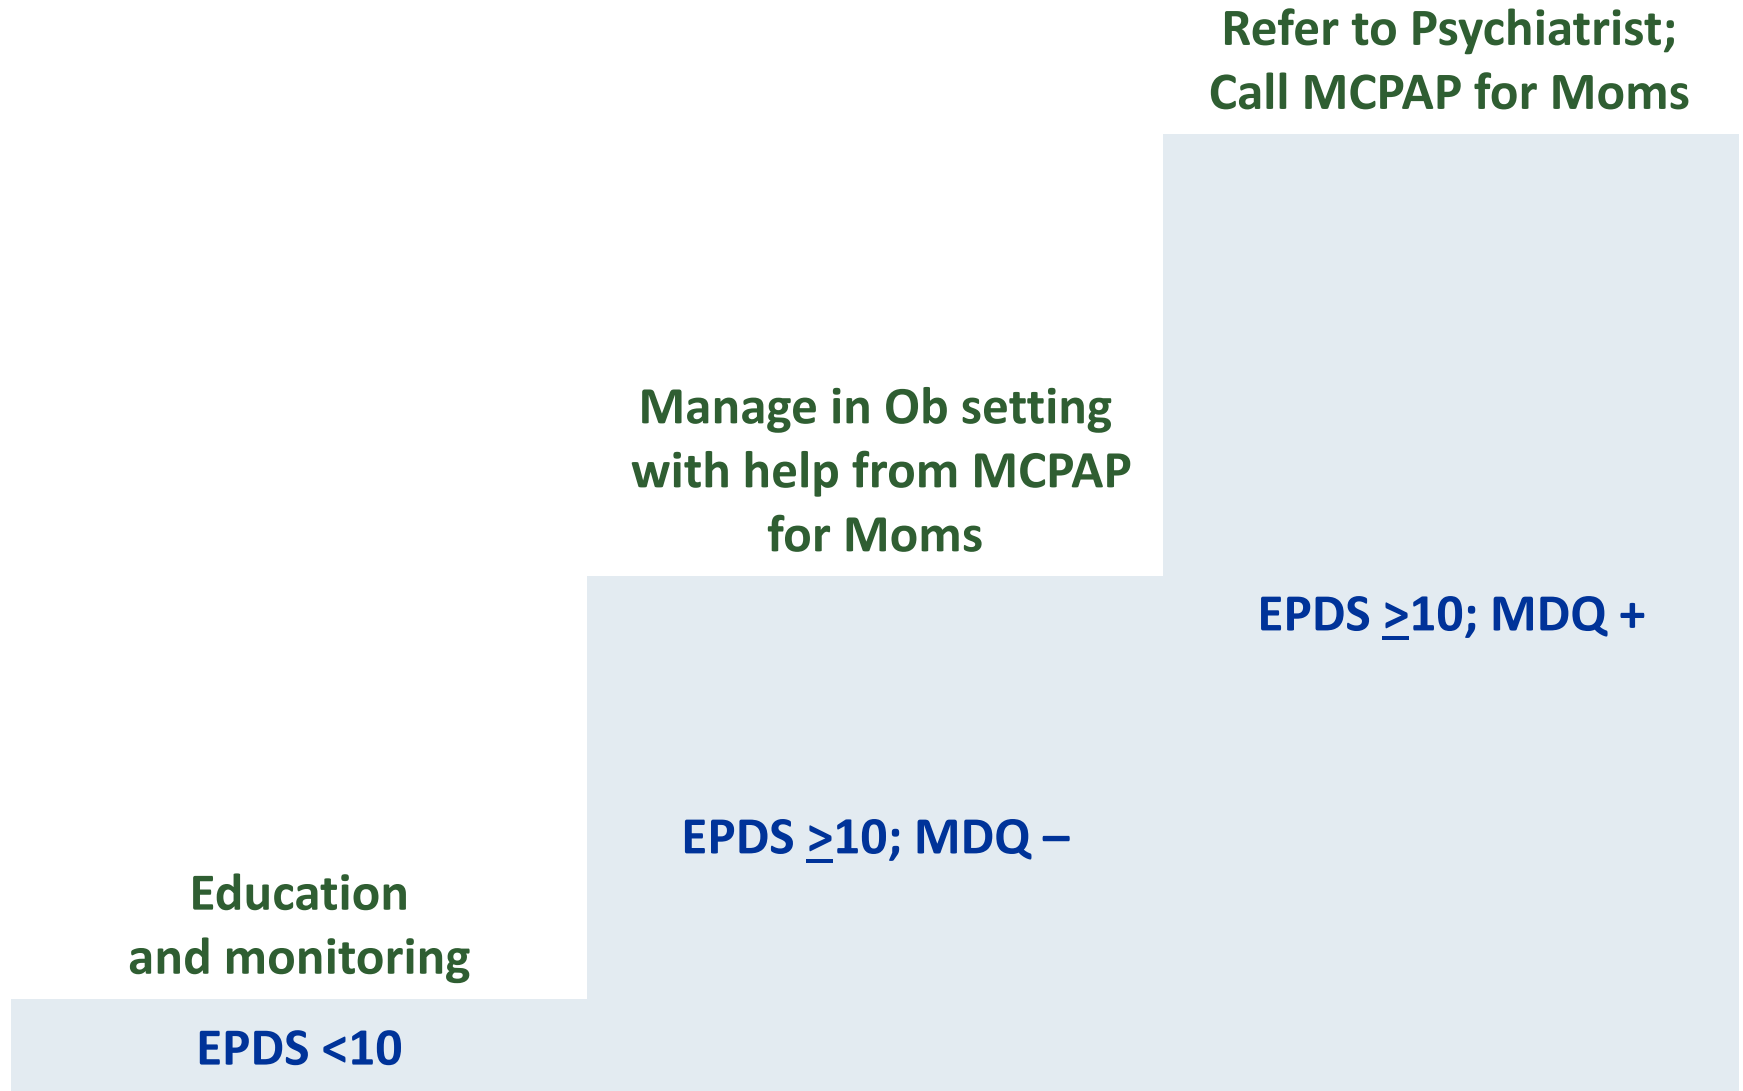 Refer to Psychiatrist;
Call MCPAP for Moms
Manage in Ob setting
with help from MCPAP
for Moms
EPDS >10; MDQ +
EPDS >10; MDQ –
Education
and monitoring
EPDS <10